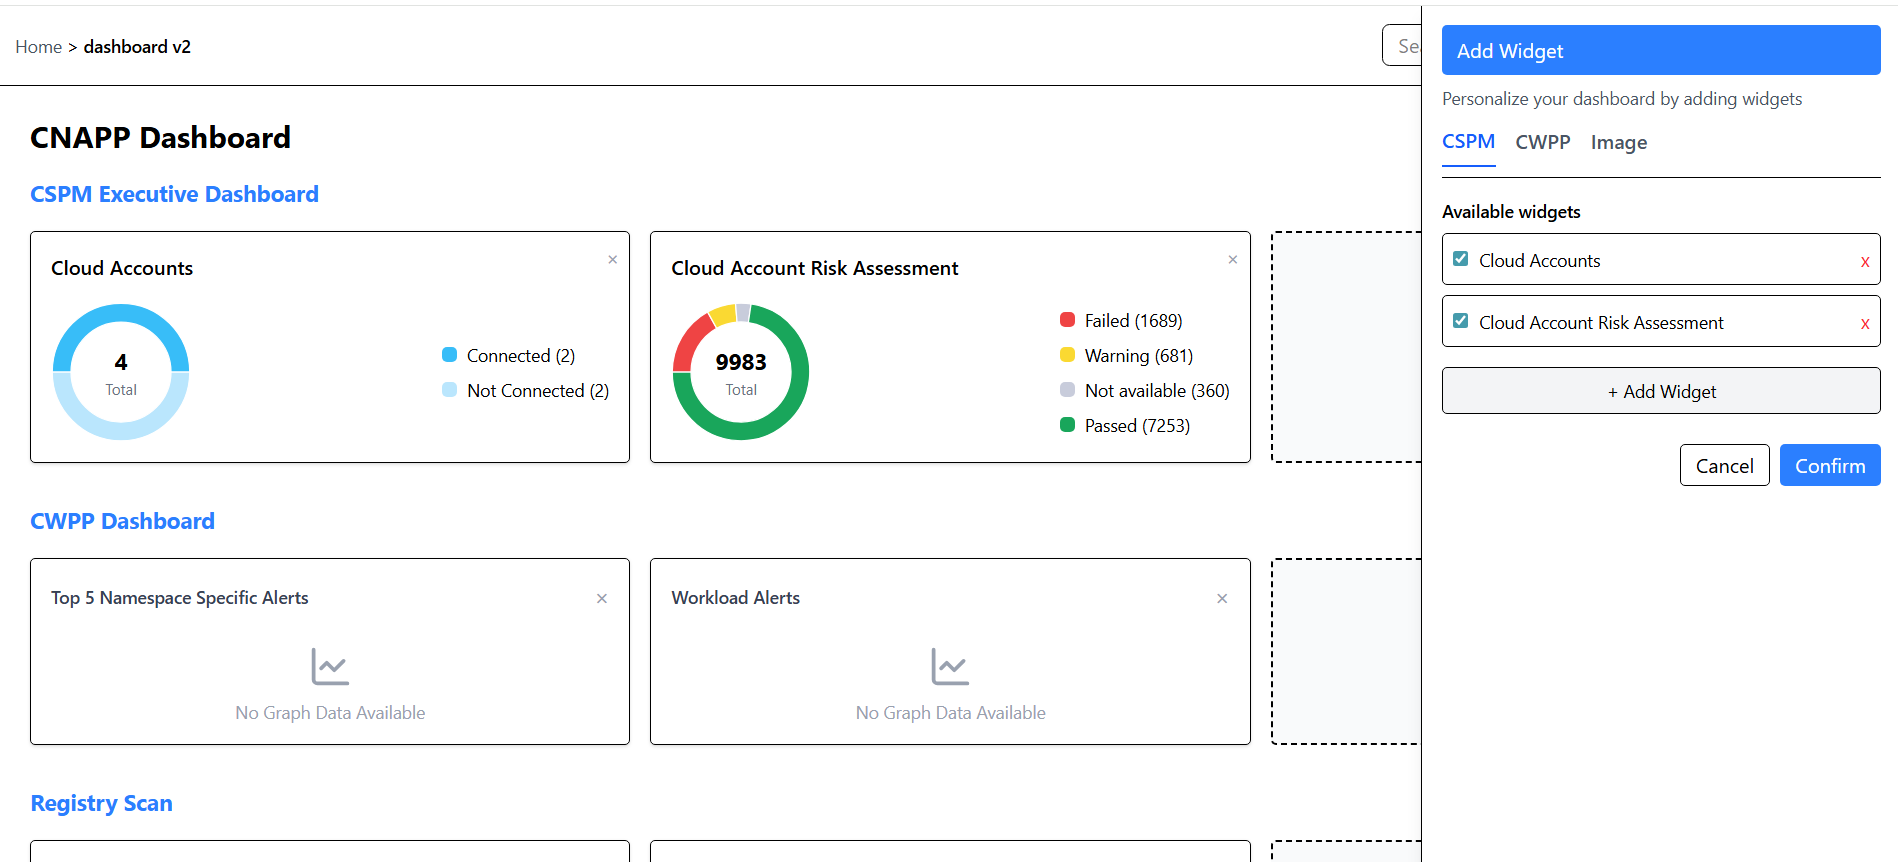 Home > dashboard v2
CNAPP Dashboard
CSPM Executive Dashboard
Cloud Accounts
×
4
Total
Connected (2)
Not Connected (2)
Cloud Account Risk Assessment
×
9983
Total
Failed (1689)
Warning (681)
Not available (360)
Passed (7253)
CWPP Dashboard
Top 5 Namespace Specific Alerts
×
No Graph Data Available
Workload Alerts
×
No Graph Data Available
Registry Scan
Add Widget
Personalize your dashboard by adding widgets
CSPM CWPP Image
Available widgets
Cloud Accounts x
Cloud Account Risk Assessment x
+ Add Widget
Cancel Confirm